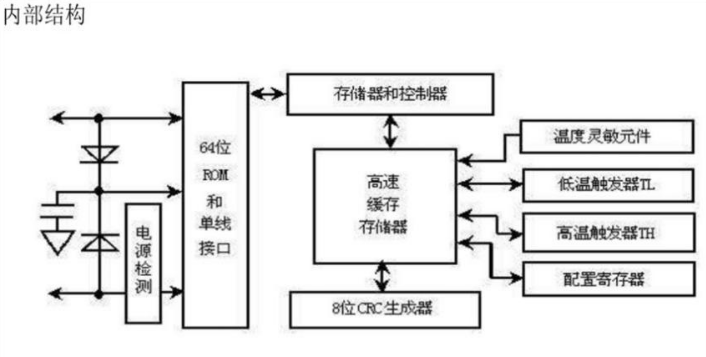 内部结构
存储器和控制器
64位
ROM
和
单线
接口
高速
缓存
存储器
温度灵敏元件
低温触发器TL
高温触发器TH
配置寄存器
电
源
检
测
8位CRC生成器